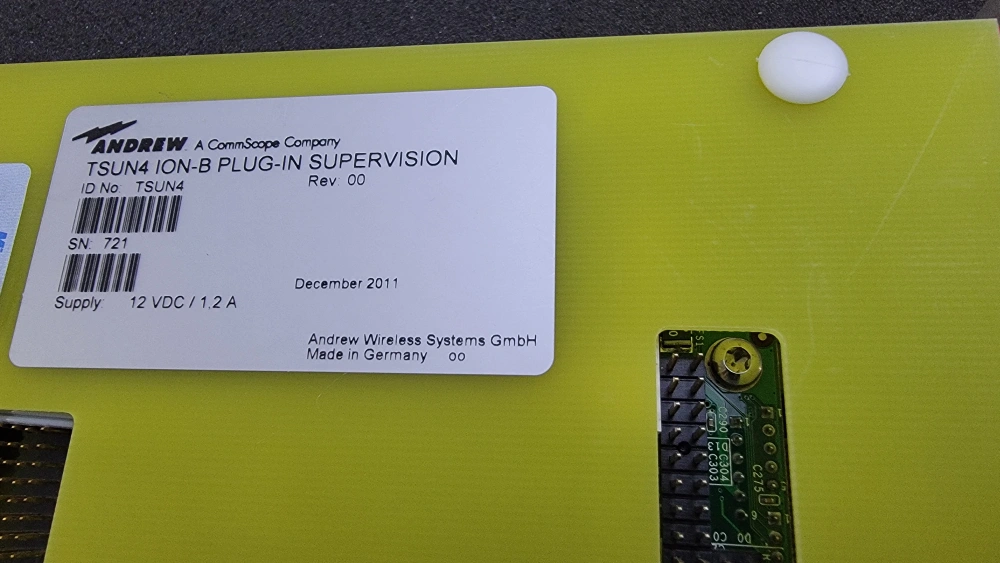 ANDREW A CommScope Company
TSUN4 ION-B PLUG-IN SUPERVISION
ID No: TSUN4
Rev: 00
SN: 721
December 2011
Supply: 12 VDC / 1,2 A
Andrew Wireless Systems GmbH
Made in Germany oo
C290
C304
C303
C275